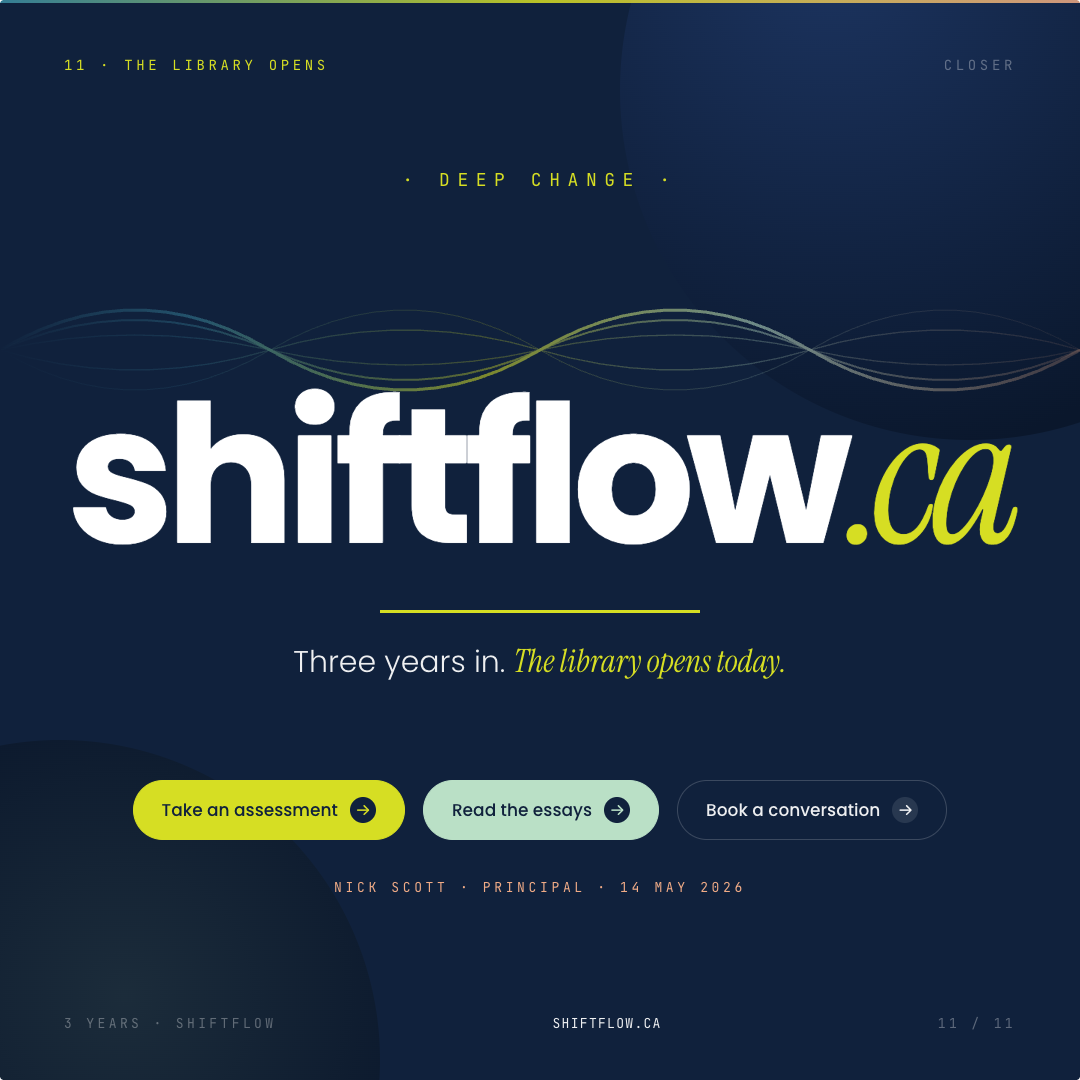 11 · THE LIBRARY OPENS
CLOSER
· DEEP CHANGE ·
shiftflow.ca
Three years in. The library opens today.
Take an assessment →
Read the essays →
Book a conversation →
NICK SCOTT · PRINCIPAL · 14 MAY 2026
3 YEARS · SHIFTFLOW
SHIFTFLOW.CA
11 / 11